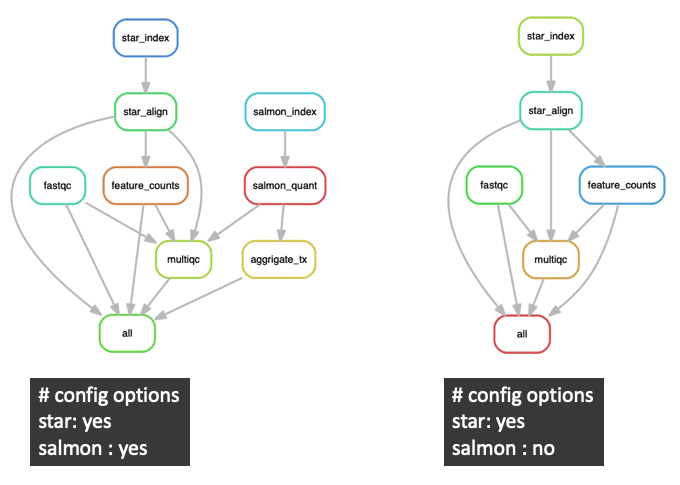 star_index
star_align
salmon_index
fastqc
feature_counts
salmon_quant
multiqc
aggrigate_tx
all
# config options
star: yes
salmon : yes
star_index
star_align
fastqc
feature_counts
multiqc
all
# config options
star: yes
salmon : no